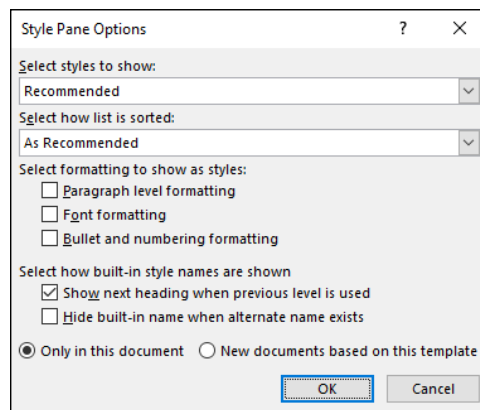 Style Pane Options ?
Select styles to show:
Recommended
Select how list is sorted:
As Recommended
Select formatting to show as styles:
Paragraph level formatting
Font formatting
Bullet and numbering formatting
Select how built-in style names are shown
Show next heading when previous level is used
Hide built-in name when alternate name exists
Only in this document New documents based on this template
OK Cancel